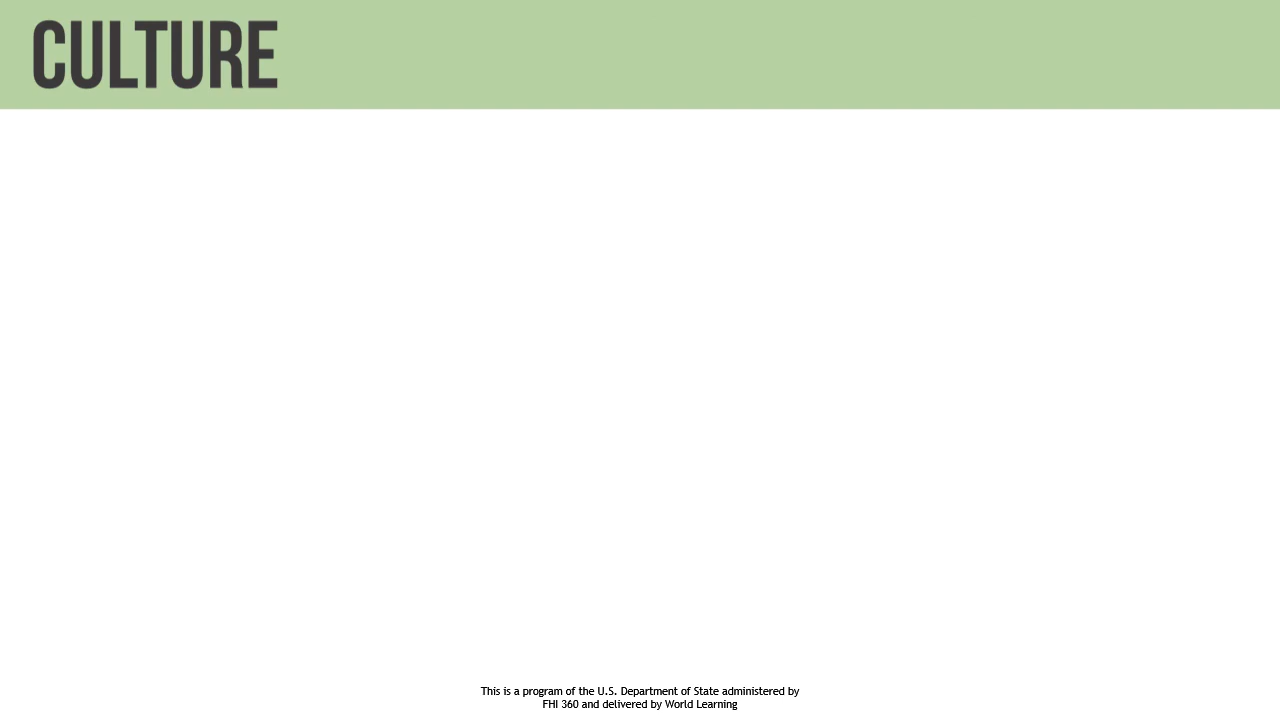 CULTURE
This is a program of the U.S. Department of State administered by
FHI 360 and delivered by World Learning